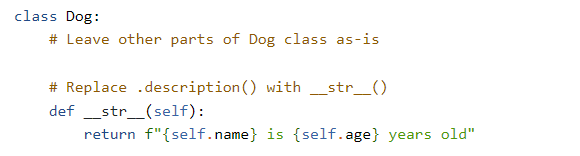 class Dog:
    # Leave other parts of Dog class as-is

    # Replace .description() with __str__()
    def __str__(self):
        return f"{self.name} is {self.age} years old"